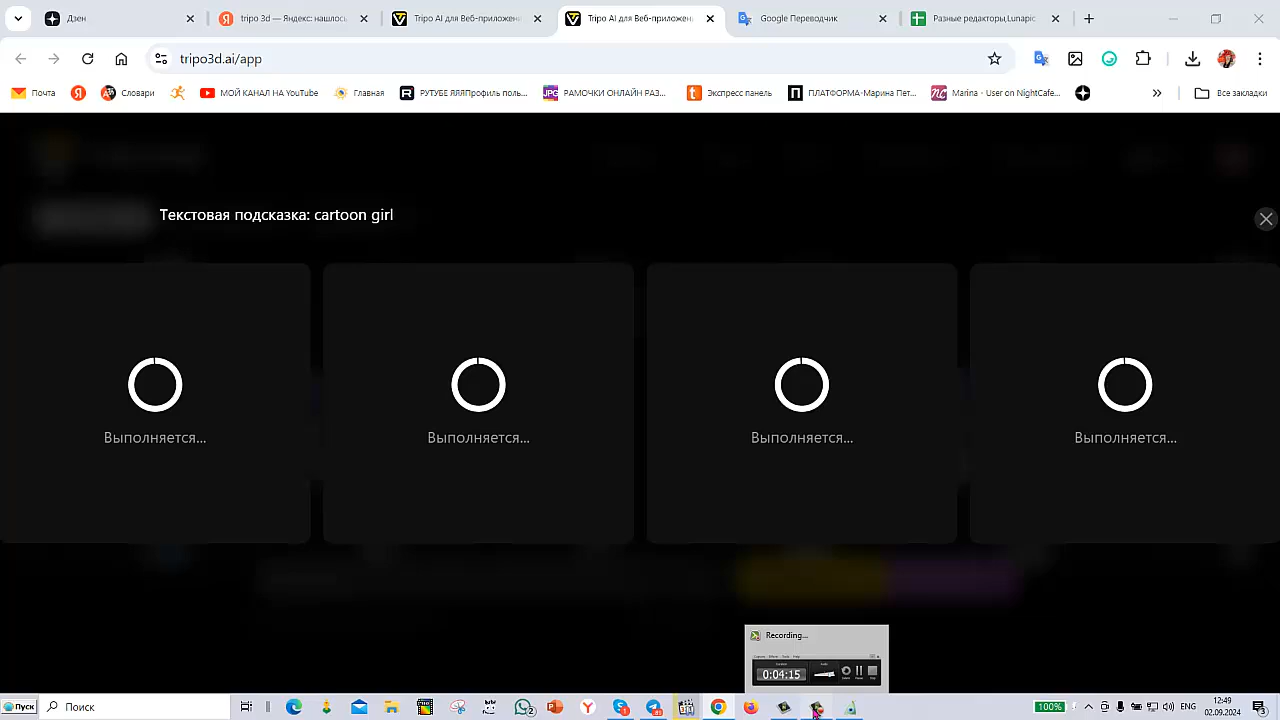 Дзен
tripo 3d — Яндекс: нашлось
Tripo AI для Веб-приложени
Tripo AI для Веб-приложени
Google Переводчик
Разные редакторы,Lunapic
tripo3d.ai/app
Почта
Словари
МОЙ КАНАЛ НА YouTube
Главная
РУТУБЕ ЯЛЯПрофиль поль...
РАМОЧКИ ОНЛАЙН РАЗ...
Экспресс панель
ПЛАТФОРМА-Марина Пет...
Marina - User on NightCafe...
Все закладки
Текстовая подсказка: cartoon girl
Выполняется...
Выполняется...
Выполняется...
Выполняется...
Recording...
0:04:15
Пуск
Поиск
100%
ENG
12:49
02.09.2024